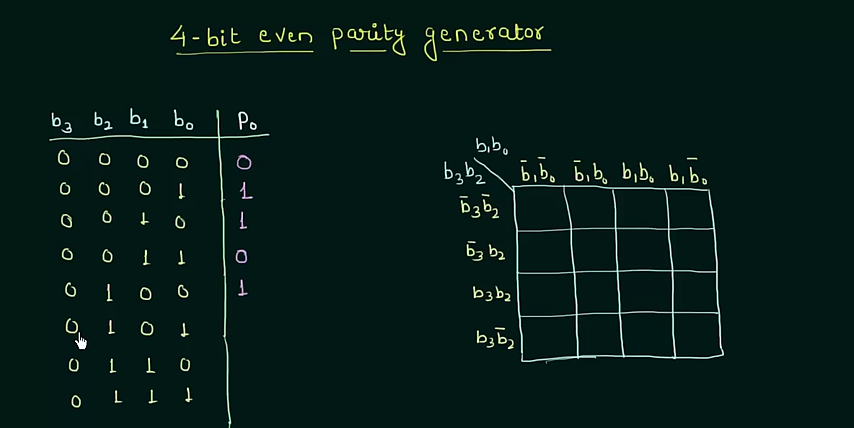 4-bit even parity generator
b₃ b₂ b₁ b₀ P₀
0 0 0 0 0
0 0 0 1 1
0 0 1 0 1
0 0 1 1 0
0 1 0 0 1
0 1 0 1
0 1 1 0
0 1 1 1
b₁b₀
b₃b₂ b̄₁b̄₀ b̄₁b₀ b₁b₀ b₁b̄₀
b̄₃b̄₂
b̄₃b₂
b₃b₂
b₃b̄₂